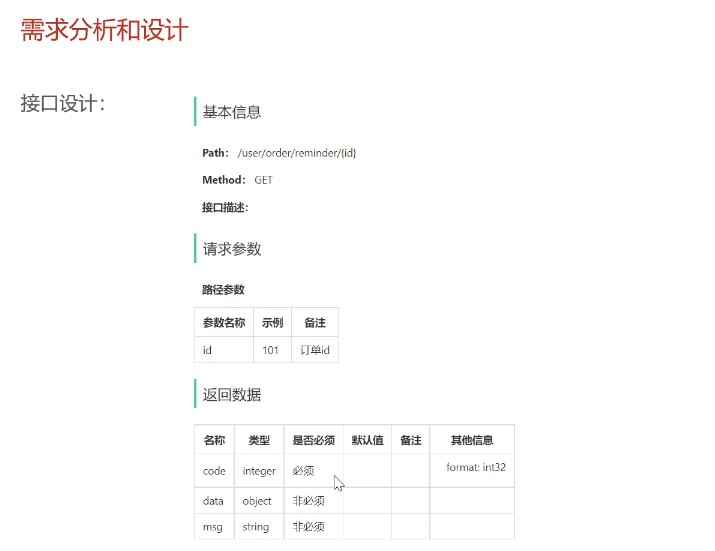 需求分析和设计
接口设计：
基本信息
Path： /user/order/reminder/{id}
Method： GET
接口描述：
请求参数
路径参数
参数名称 示例 备注
id 101 订单id
返回数据
名称 类型 是否必须 默认值 备注 其他信息
code integer 必须 format: int32
data object 非必须
msg string 非必须